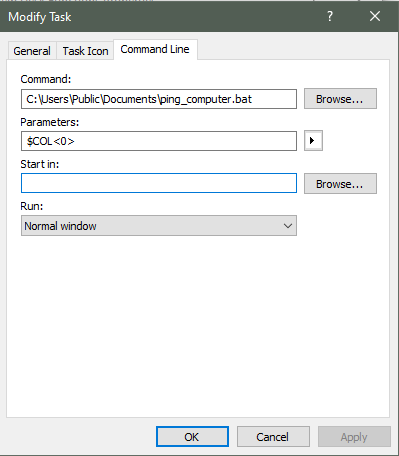 Modify Task
General Task Icon Command Line
Command:
C:\Users\Public\Documents\ping_computer.bat Browse...
Parameters:
$COL<0>
Start in:
Browse...
Run:
Normal window
OK Cancel Apply